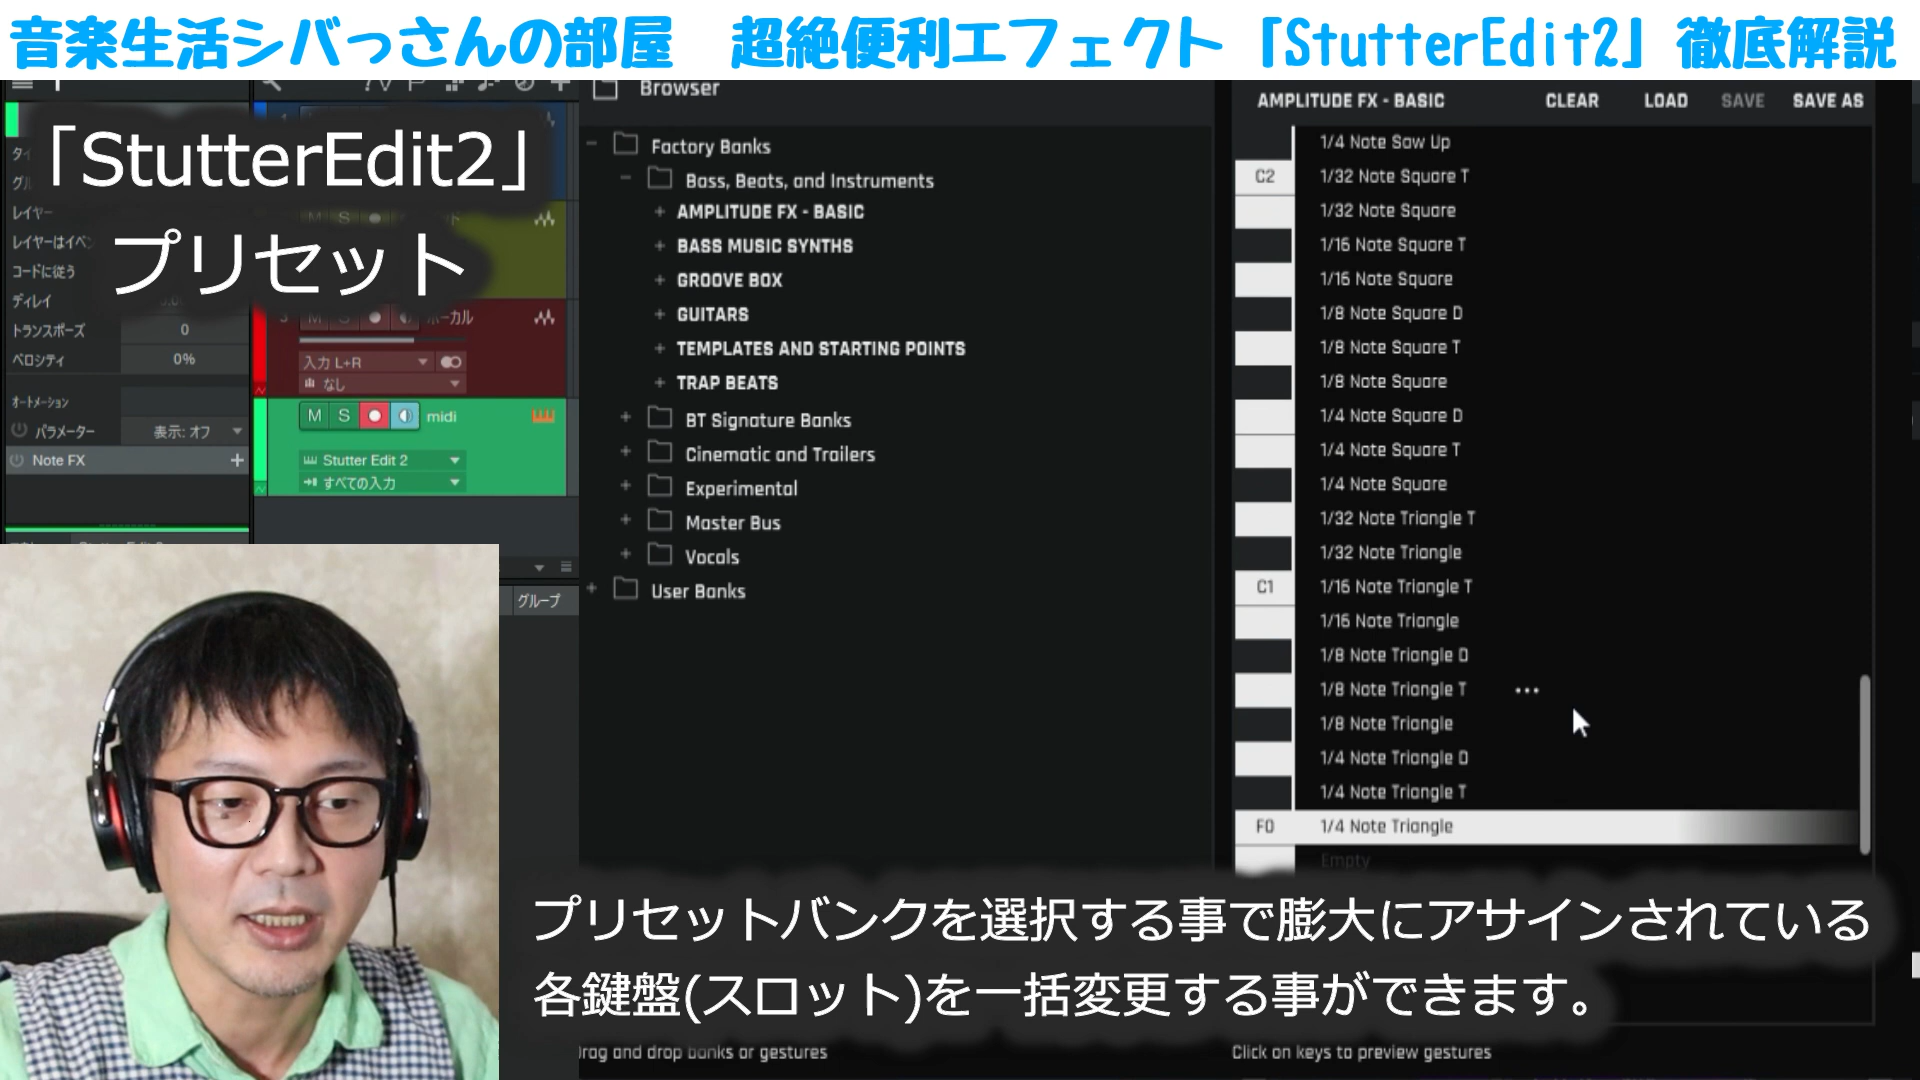 音楽生活シバっさんの部屋　超絶便利エフェクト「StutterEdit2」徹底解説
「StutterEdit2」
プリセット
レイヤー
コードに従う
ディレイ
トランスポーズ 0
ベロシティ 0%
オートメーション
パラメーター 表示: オフ
Note FX
入力 L+R
なし
M S midi
Stutter Edit 2
すべての入力
グループ
Browser
Factory Banks
Bass, Beats, and Instruments
AMPLITUDE FX - BASIC
BASS MUSIC SYNTHS
GROOVE BOX
GUITARS
TEMPLATES AND STARTING POINTS
TRAP BEATS
BT Signature Banks
Cinematic and Trailers
Experimental
Master Bus
Vocals
User Banks
AMPLITUDE FX - BASIC CLEAR LOAD SAVE SAVE AS
1/4 Note Saw Up
C2 1/32 Note Square T
1/32 Note Square
1/16 Note Square T
1/16 Note Square
1/8 Note Square D
1/8 Note Square T
1/8 Note Square
1/4 Note Square D
1/4 Note Square T
1/4 Note Square
1/32 Note Triangle T
1/32 Note Triangle
C1 1/16 Note Triangle T
1/16 Note Triangle
1/8 Note Triangle D
1/8 Note Triangle T
1/8 Note Triangle
1/4 Note Triangle D
1/4 Note Triangle T
F0 1/4 Note Triangle
Empty
プリセットバンクを選択する事で膨大にアサインされている
各鍵盤(スロット)を一括変更する事ができます。
Drag and drop banks or gestures
Click on keys to preview gestures